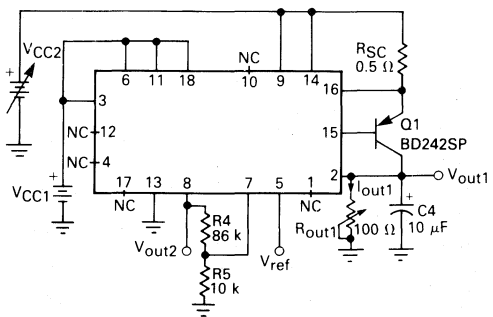 VCC2
RSC
0.5 Ω
NC
6 11 18 10 9 14
16
3
Q1
BD242SP
NC 12
15
NC 4
2
Vout1
Iout1
VCC1
17 13 8 7 5 1
NC
NC
C4
10 µF
Rout1
100 Ω
R4
86 k
Vout2
Vref
R5
10 k